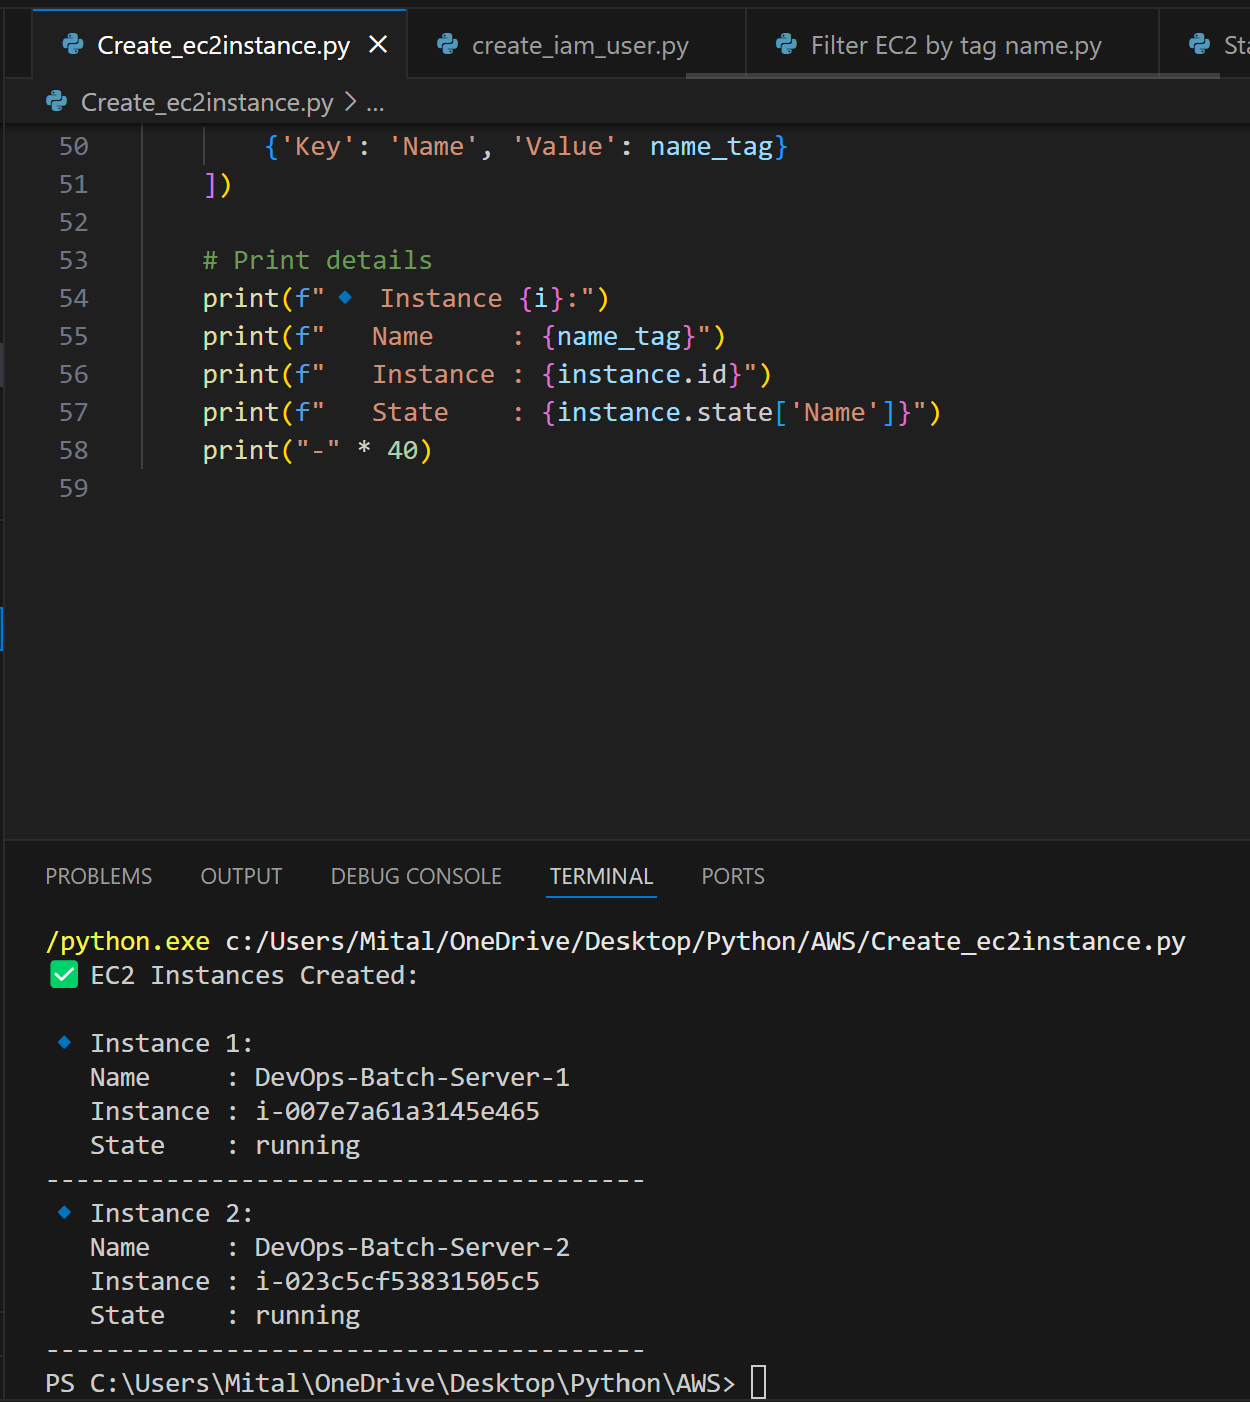 Create_ec2instance.py
create_iam_user.py
Filter EC2 by tag name.py
Create_ec2instance.py > ...
50 {'Key': 'Name', 'Value': name_tag}
51 ])
52
53 # Print details
54 print(f"🔹 Instance {i}:")
55 print(f"   Name     : {name_tag}")
56 print(f"   Instance : {instance.id}")
57 print(f"   State    : {instance.state['Name']}")
58 print("-" * 40)
59
PROBLEMS OUTPUT DEBUG CONSOLE TERMINAL PORTS
/python.exe c:/Users/Mital/OneDrive/Desktop/Python/AWS/Create_ec2instance.py
✅ EC2 Instances Created:
🔹 Instance 1:
Name     : DevOps-Batch-Server-1
Instance : i-007e7a61a3145e465
State    : running
----------------------------------------
🔹 Instance 2:
Name     : DevOps-Batch-Server-2
Instance : i-023c5cf53831505c5
State    : running
----------------------------------------
PS C:\Users\Mital\OneDrive\Desktop\Python\AWS>